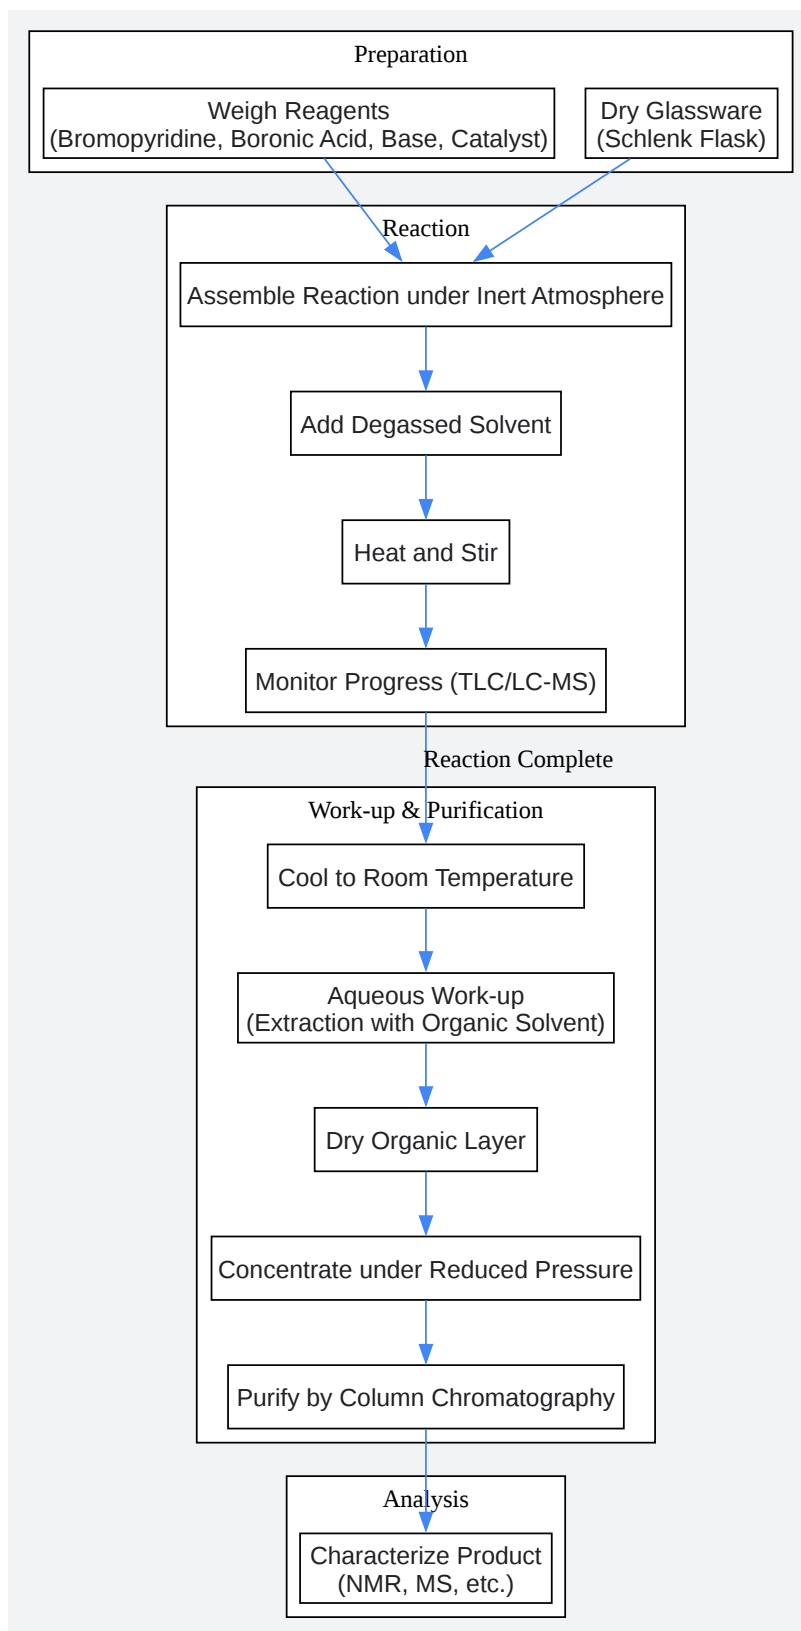 Preparation
Weigh Reagents
(Bromopyridine, Boronic Acid, Base, Catalyst)
Dry Glassware
(Schlenk Flask)
Reaction
Assemble Reaction under Inert Atmosphere
Add Degassed Solvent
Heat and Stir
Monitor Progress (TLC/LC-MS)
Reaction Complete
Work-up & Purification
Cool to Room Temperature
Aqueous Work-up
(Extraction with Organic Solvent)
Dry Organic Layer
Concentrate under Reduced Pressure
Purify by Column Chromatography
Analysis
Characterize Product
(NMR, MS, etc.)